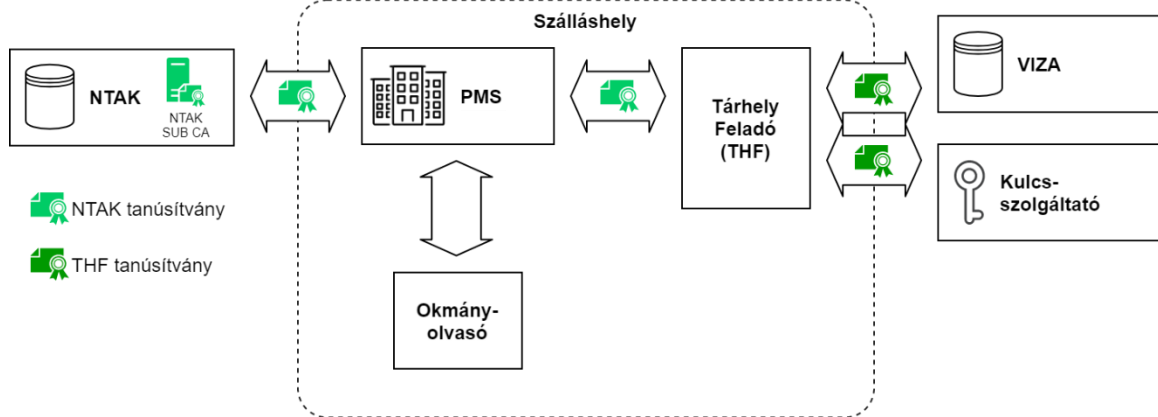 Szálláshely
NTAK
NTAK
SUB CA
PMS
Tárhely
Feladó
(THF)
VIZA
Kulcs-
szolgáltató
NTAK tanúsítvány
THF tanúsítvány
Okmány-
olvasó